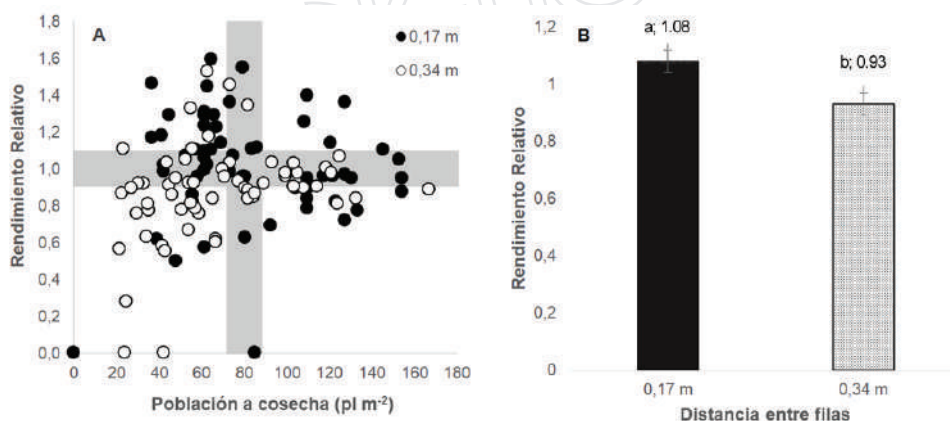 A
0,17 m
0,34 m
Rendimiento Relativo
1,8
1,6
1,4
1,2
1,0
0,8
0,6
0,4
0,2
0,0
0 20 40 60 80 100 120 140 160 180
Población a cosecha (pl m⁻²)
B
a; 1.08
b; 0.93
Rendimiento Relativo
1,2
1
0,8
0,6
0,4
0,2
0
0,17 m 0,34 m
Distancia entre filas